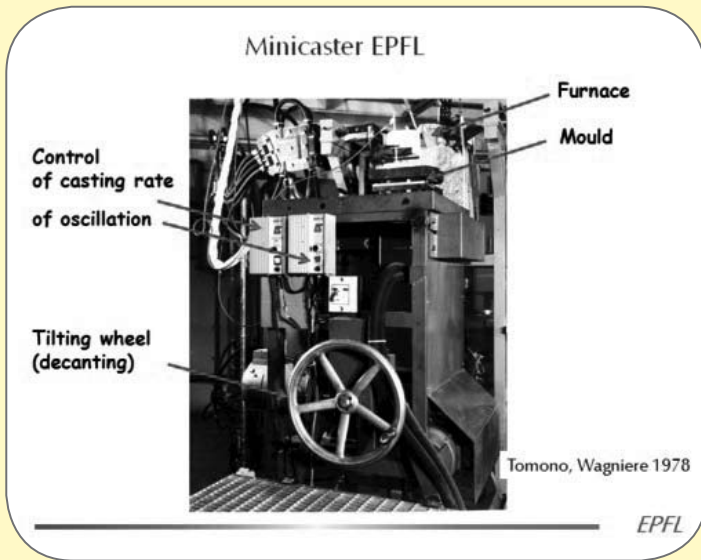 Minicaster EPFL
Furnace
Mould
Control
of casting rate
of oscillation
Tilting wheel
(decanting)
Tomono, Wagniere 1978
EPFL